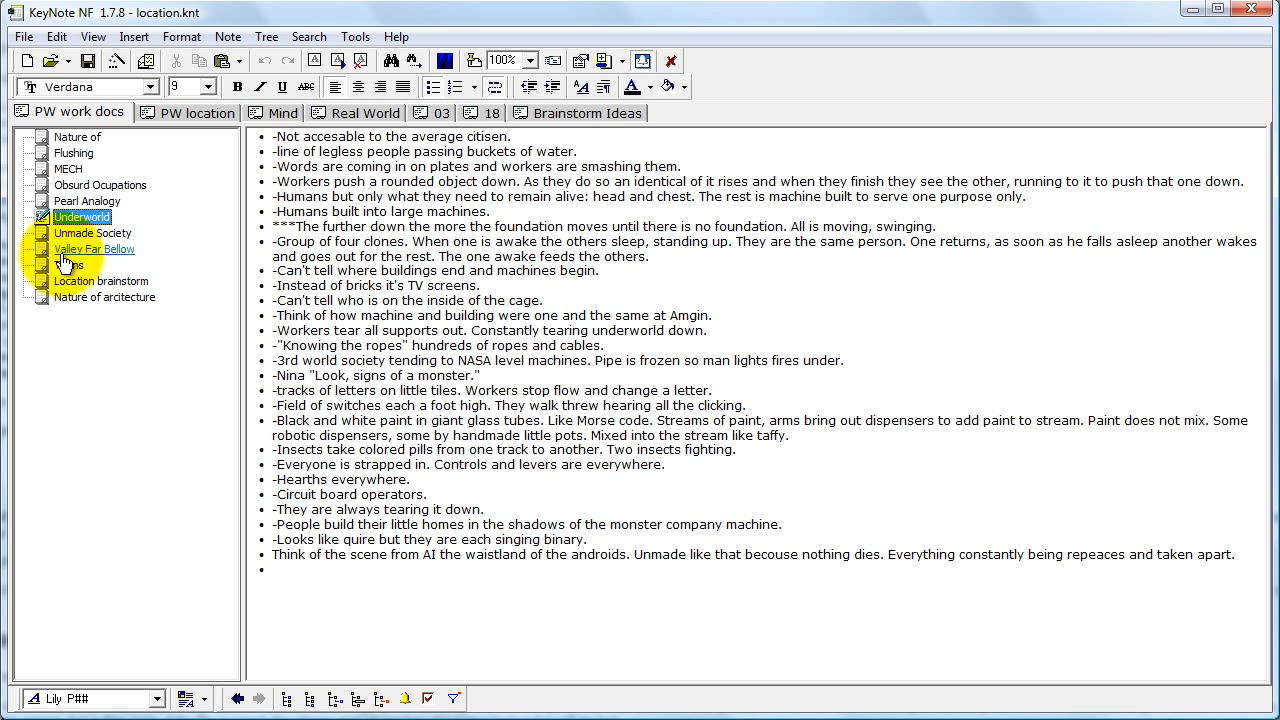 KeyNote NF 1.7.8 - location.knt
File Edit View Insert Format Note Tree Search Tools Help
100%
Verdana 9 B I U ABC
PW work docs PW location Mind Real World 03 18 Brainstorm Ideas
Nature of
Flushing
MECH
Obsurd Ocupations
Pearl Analogy
Underworld
Unmade Society
Valley Far Bellow
Location brainstorm
Nature of arcitecture
• -Not accesable to the average citisen.
• -line of legless people passing buckets of water.
• -Words are coming in on plates and workers are smashing them.
• -Workers push a rounded object down. As they do so an identical of it rises and when they finish they see the other, running to it to push that one down.
• -Humans but only what they need to remain alive: head and chest. The rest is machine built to serve one purpose only.
• -Humans built into large machines.
• ***The further down the more the foundation moves until there is no foundation. All is moving, swinging.
• -Group of four clones. When one is awake the others sleep, standing up. They are the same person. One returns, as soon as he falls asleep another wakes
and goes out for the rest. The one awake feeds the others.
• -Can't tell where buildings end and machines begin.
• -Instead of bricks it's TV screens.
• -Can't tell who is on the inside of the cage.
• -Think of how machine and building were one and the same at Amgin.
• -Workers tear all supports out. Constantly tearing underworld down.
• -"Knowing the ropes" hundreds of ropes and cables.
• -3rd world society tending to NASA level machines. Pipe is frozen so man lights fires under.
• -Nina "Look, signs of a monster."
• -tracks of letters on little tiles. Workers stop flow and change a letter.
• -Field of switches each a foot high. They walk threw hearing all the clicking.
• -Black and white paint in giant glass tubes. Like Morse code. Streams of paint, arms bring out dispensers to add paint to stream. Paint does not mix. Some
robotic dispensers, some by handmade little pots. Mixed into the stream like taffy.
• -Insects take colored pills from one track to another. Two insects fighting.
• -Everyone is strapped in. Controls and levers are everywhere.
• -Hearths everywhere.
• -Circuit board operators.
• -They are always tearing it down.
• -People build their little homes in the shadows of the monster company machine.
• -Looks like quire but they are each singing binary.
• Think of the scene from AI the waistland of the androids. Unmade like that becouse nothing dies. Everything constantly being repeaces and taken apart.
•
Lily P##